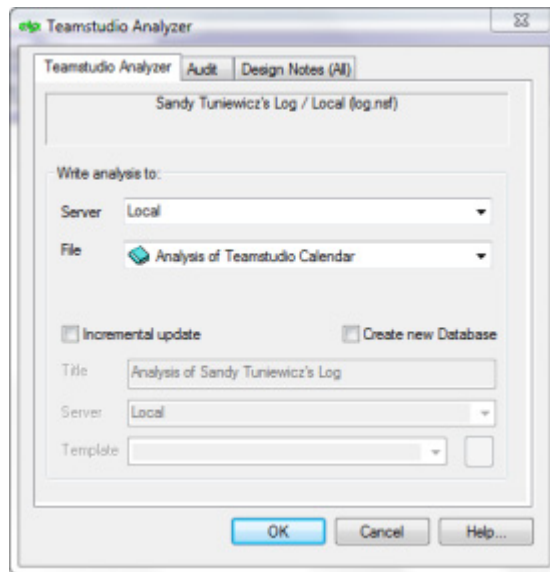 Teamstudio Analyzer
Teamstudio Analyzer Audit Design Notes (All)
Sandy Tuniewicz's Log / Local (log.nsf)
Write analysis to:
Server Local
File Analysis of Teamstudio Calendar
Incremental update Create new Database
Title Analysis of Sandy Tuniewicz's Log
Server Local
Template
OK Cancel Help...